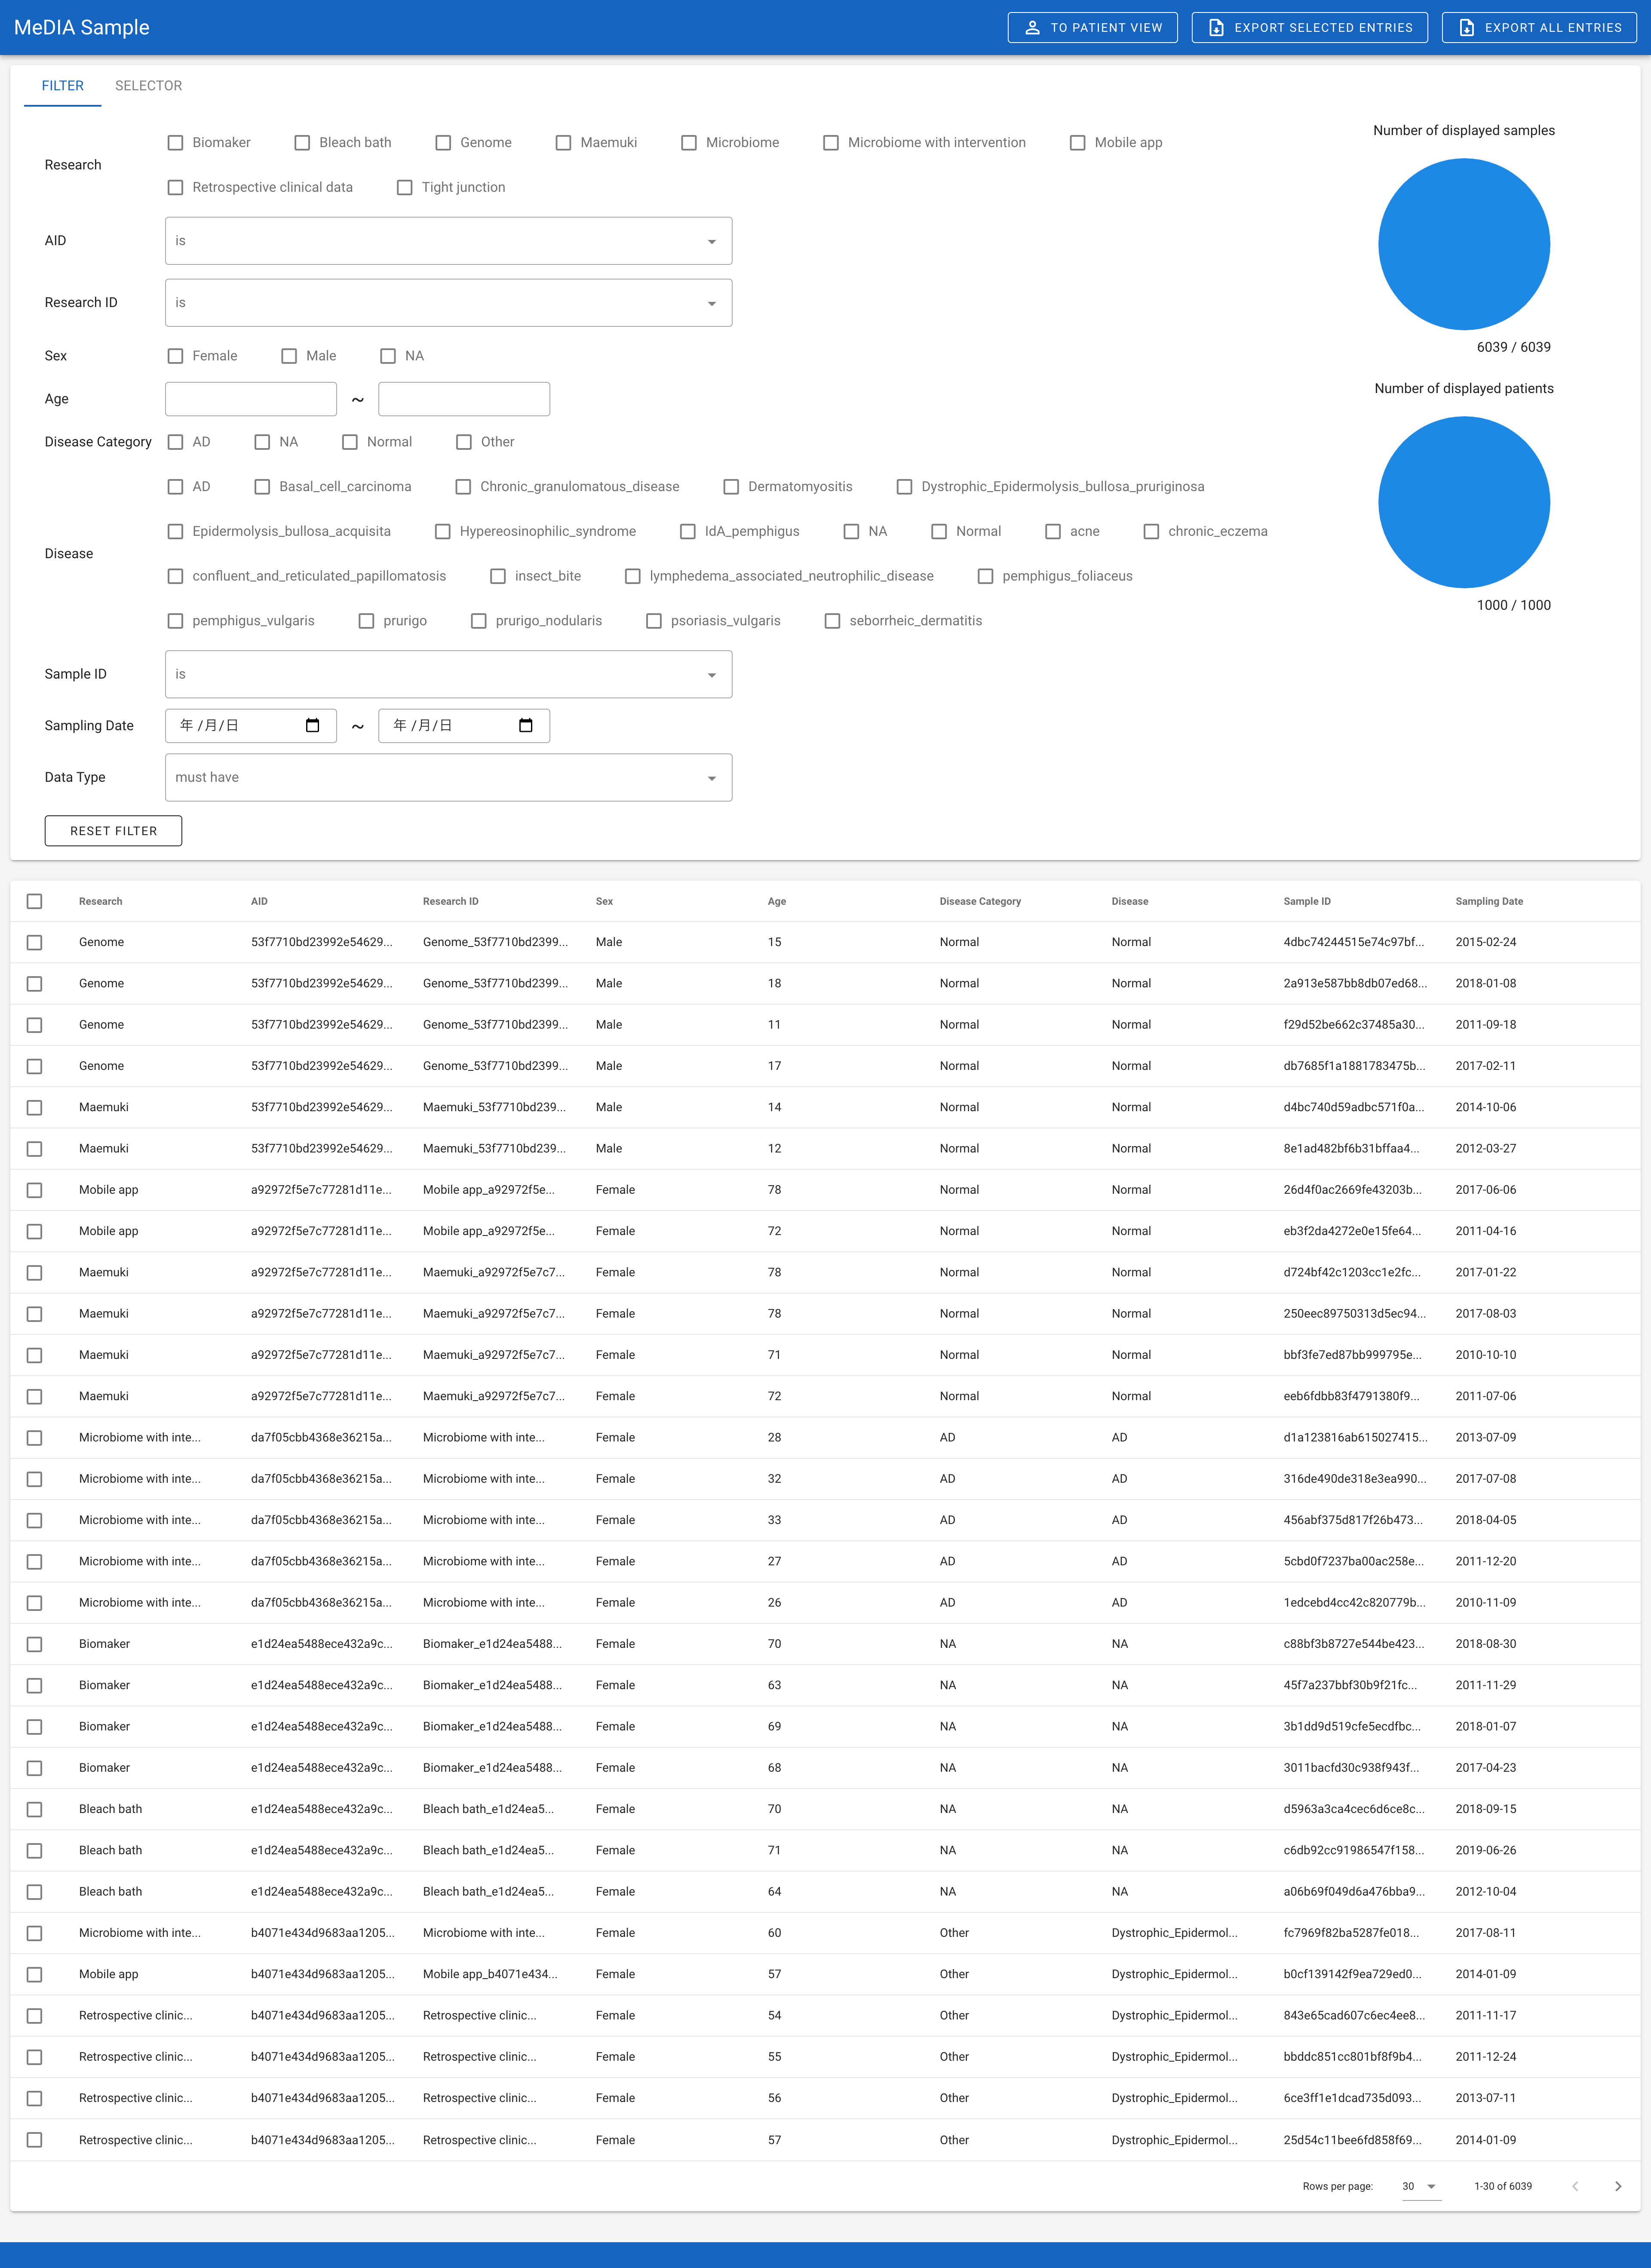 MeDIA Sample TO PATIENT VIEW EXPORT SELECTED ENTRIES EXPORT ALL ENTRIES
FILTER SELECTOR
Research Biomaker Bleach bath Genome Maemuki Microbiome Microbiome with intervention Mobile app
Retrospective clinical data Tight junction
AID is
Research ID is
Sex Female Male NA
Age ~
Disease Category AD NA Normal Other
Disease AD Basal_cell_carcinoma Chronic_granulomatous_disease Dermatomyositis Dystrophic_Epidermolysis_bullosa_pruriginosa
Epidermolysis_bullosa_acquisita Hypereosinophilic_syndrome IdA_pemphigus NA Normal acne chronic_eczema
confluent_and_reticulated_papillomatosis insect_bite lymphedema_associated_neutrophilic_disease pemphigus_foliaceus
pemphigus_vulgaris prurigo prurigo_nodularis psoriasis_vulgaris seborrheic_dermatitis
Sample ID is
Sampling Date 年 /月/日 ~ 年 /月/日
Data Type must have
RESET FILTER
Number of displayed samples
6039 / 6039
Number of displayed patients
1000 / 1000
Research AID Research ID Sex Age Disease Category Disease Sample ID Sampling Date
Genome 53f7710bd23992e54629... Genome_53f7710bd2399... Male 15 Normal Normal 4dbc74244515e74c97bf... 2015-02-24
Genome 53f7710bd23992e54629... Genome_53f7710bd2399... Male 18 Normal Normal 2a913e587bb8db07ed68... 2018-01-08
Genome 53f7710bd23992e54629... Genome_53f7710bd2399... Male 11 Normal Normal f29d52be662c37485a30... 2011-09-18
Genome 53f7710bd23992e54629... Genome_53f7710bd2399... Male 17 Normal Normal db7685f1a1881783475b... 2017-02-11
Maemuki 53f7710bd23992e54629... Maemuki_53f7710bd239... Male 14 Normal Normal d4bc740d59adbc571f0a... 2014-10-06
Maemuki 53f7710bd23992e54629... Maemuki_53f7710bd239... Male 12 Normal Normal 8e1ad482bf6b31bffaa4... 2012-03-27
Mobile app a92972f5e7c77281d11e... Mobile app_a92972f5e... Female 78 Normal Normal 26d4f0ac2669fe43203b... 2017-06-06
Mobile app a92972f5e7c77281d11e... Mobile app_a92972f5e... Female 72 Normal Normal eb3f2da4272e0e15fe64... 2011-04-16
Maemuki a92972f5e7c77281d11e... Maemuki_a92972f5e7c7... Female 78 Normal Normal d724bf42c1203cc1e2fc... 2017-01-22
Maemuki a92972f5e7c77281d11e... Maemuki_a92972f5e7c7... Female 78 Normal Normal 250eec89750313d5ec94... 2017-08-03
Maemuki a92972f5e7c77281d11e... Maemuki_a92972f5e7c7... Female 71 Normal Normal bbf3fe7ed87bb999795e... 2010-10-10
Maemuki a92972f5e7c77281d11e... Maemuki_a92972f5e7c7... Female 72 Normal Normal eeb6fdbb83f4791380f9... 2011-07-06
Microbiome with inte... da7f05cbb4368e36215a... Microbiome with inte... Female 28 AD AD d1a123816ab615027415... 2013-07-09
Microbiome with inte... da7f05cbb4368e36215a... Microbiome with inte... Female 32 AD AD 316de490de318e3ea990... 2017-07-08
Microbiome with inte... da7f05cbb4368e36215a... Microbiome with inte... Female 33 AD AD 456abf375d817f26b473... 2018-04-05
Microbiome with inte... da7f05cbb4368e36215a... Microbiome with inte... Female 27 AD AD 5cbd0f7237ba00ac258e... 2011-12-20
Microbiome with inte... da7f05cbb4368e36215a... Microbiome with inte... Female 26 AD AD 1edcebd4cc42c820779b... 2010-11-09
Biomaker e1d24ea5488ece432a9c... Biomaker_e1d24ea5488... Female 70 NA NA c88bf3b8727e544be423... 2018-08-30
Biomaker e1d24ea5488ece432a9c... Biomaker_e1d24ea5488... Female 63 NA NA 45f7a237bbf30b9f21fc... 2011-11-29
Biomaker e1d24ea5488ece432a9c... Biomaker_e1d24ea5488... Female 69 NA NA 3b1dd9d519cfe5ecdfbc... 2018-01-07
Biomaker e1d24ea5488ece432a9c... Biomaker_e1d24ea5488... Female 68 NA NA 3011bacfd30c938f943f... 2017-04-23
Bleach bath e1d24ea5488ece432a9c... Bleach bath_e1d24ea5... Female 70 NA NA d5963a3ca4cec6d6ce8c... 2018-09-15
Bleach bath e1d24ea5488ece432a9c... Bleach bath_e1d24ea5... Female 71 NA NA c6db92cc91986547f158... 2019-06-26
Bleach bath e1d24ea5488ece432a9c... Bleach bath_e1d24ea5... Female 64 NA NA a06b69f049d6a476bba9... 2012-10-04
Microbiome with inte... b4071e434d9683aa1205... Microbiome with inte... Female 60 Other Dystrophic_Epidermol... fc7969f82ba5287fe018... 2017-08-11
Mobile app b4071e434d9683aa1205... Mobile app_b4071e434... Female 57 Other Dystrophic_Epidermol... b0cf139142f9ea729ed0... 2014-01-09
Retrospective clinic... b4071e434d9683aa1205... Retrospective clinic... Female 54 Other Dystrophic_Epidermol... 843e65cad607c6ec4ee8... 2011-11-17
Retrospective clinic... b4071e434d9683aa1205... Retrospective clinic... Female 55 Other Dystrophic_Epidermol... bbddc851cc801bf8f9b4... 2011-12-24
Retrospective clinic... b4071e434d9683aa1205... Retrospective clinic... Female 56 Other Dystrophic_Epidermol... 6ce3ff1e1dcad735d093... 2013-07-11
Retrospective clinic... b4071e434d9683aa1205... Retrospective clinic... Female 57 Other Dystrophic_Epidermol... 25d54c11bee6fd858f69... 2014-01-09
Rows per page: 30 1-30 of 6039